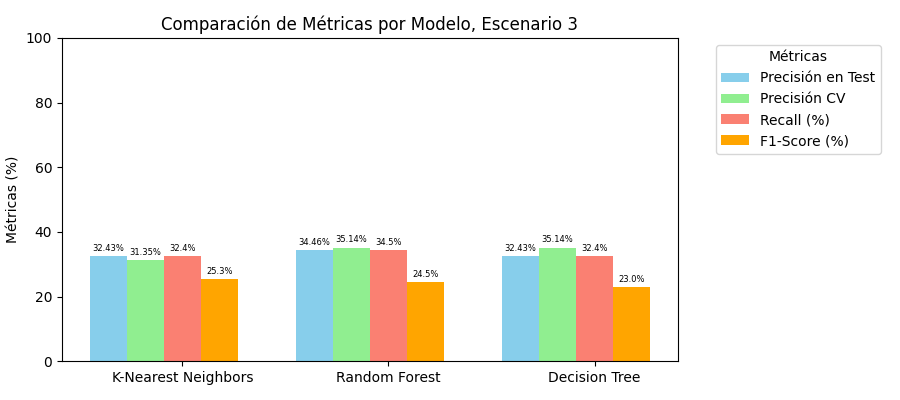 Comparación de Métricas por Modelo, Escenario 3
Métricas (%)
100
80
60
40
20
0
32.43%
31.35%
32.4%
25.3%
34.46%
35.14%
34.5%
24.5%
32.43%
35.14%
32.4%
23.0%
K-Nearest Neighbors
Random Forest
Decision Tree
Métricas
Precisión en Test
Precisión CV
Recall (%)
F1-Score (%)